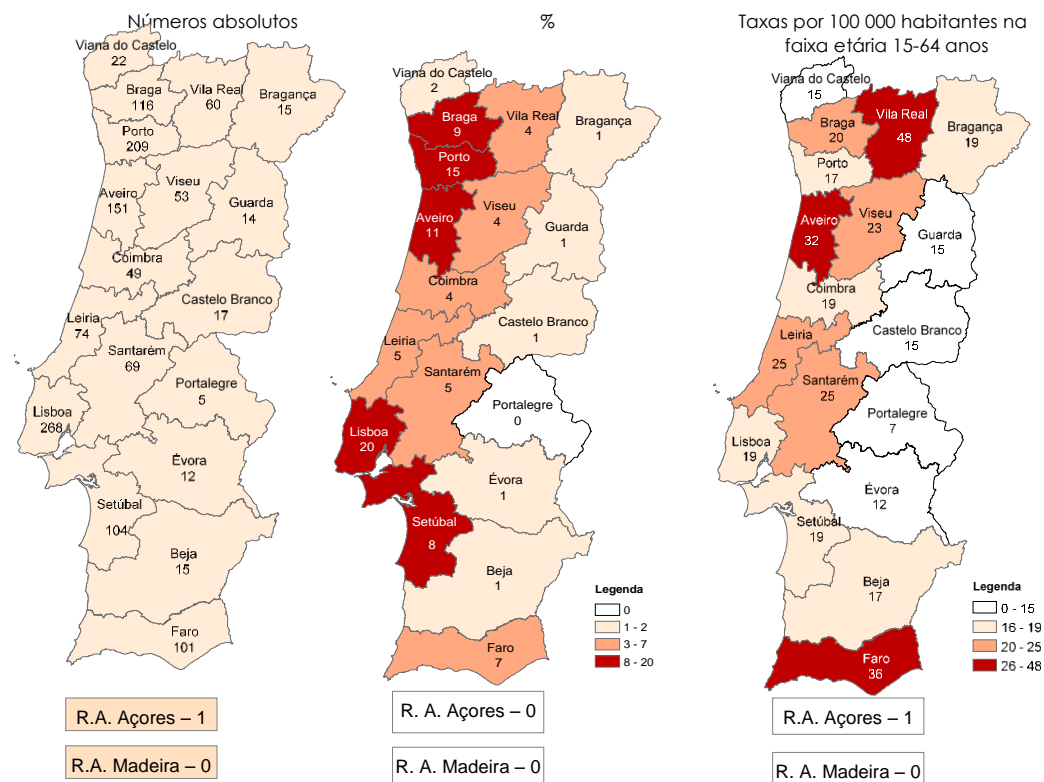 Números absolutos
Viana do Castelo
22
Braga
116
Vila Real
60
Bragança
15
Porto
209
Aveiro
151
Viseu
53
Guarda
14
Coimbra
49
Castelo Branco
17
Leiria
74
Santarém
69
Portalegre
5
Lisboa
268
Évora
12
Setúbal
104
Beja
15
Faro
101
R.A. Açores – 1
R.A. Madeira – 0
%
Viana do Castelo
2
Braga
9
Vila Real
4
Bragança
1
Porto
15
Aveiro
11
Viseu
4
Guarda
1
Coimbra
4
Castelo Branco
1
Leiria
5
Santarém
5
Portalegre
0
Lisboa
20
Évora
1
Setúbal
8
Beja
1
Faro
7
Legenda
0
1 - 2
3 - 7
8 - 20
R. A. Açores – 0
R. A. Madeira – 0
Taxas por 100 000 habitantes na
faixa etária 15-64 anos
Viana do Castelo
15
Braga
20
Vila Real
48
Bragança
19
Porto
17
Aveiro
32
Viseu
23
Guarda
15
Coimbra
19
Castelo Branco
15
Leiria
25
Santarém
25
Portalegre
7
Lisboa
19
Évora
12
Setúbal
19
Beja
17
Faro
36
Legenda
0 - 15
16 - 19
20 - 25
26 - 48
R.A. Açores – 1
R. A. Madeira – 0